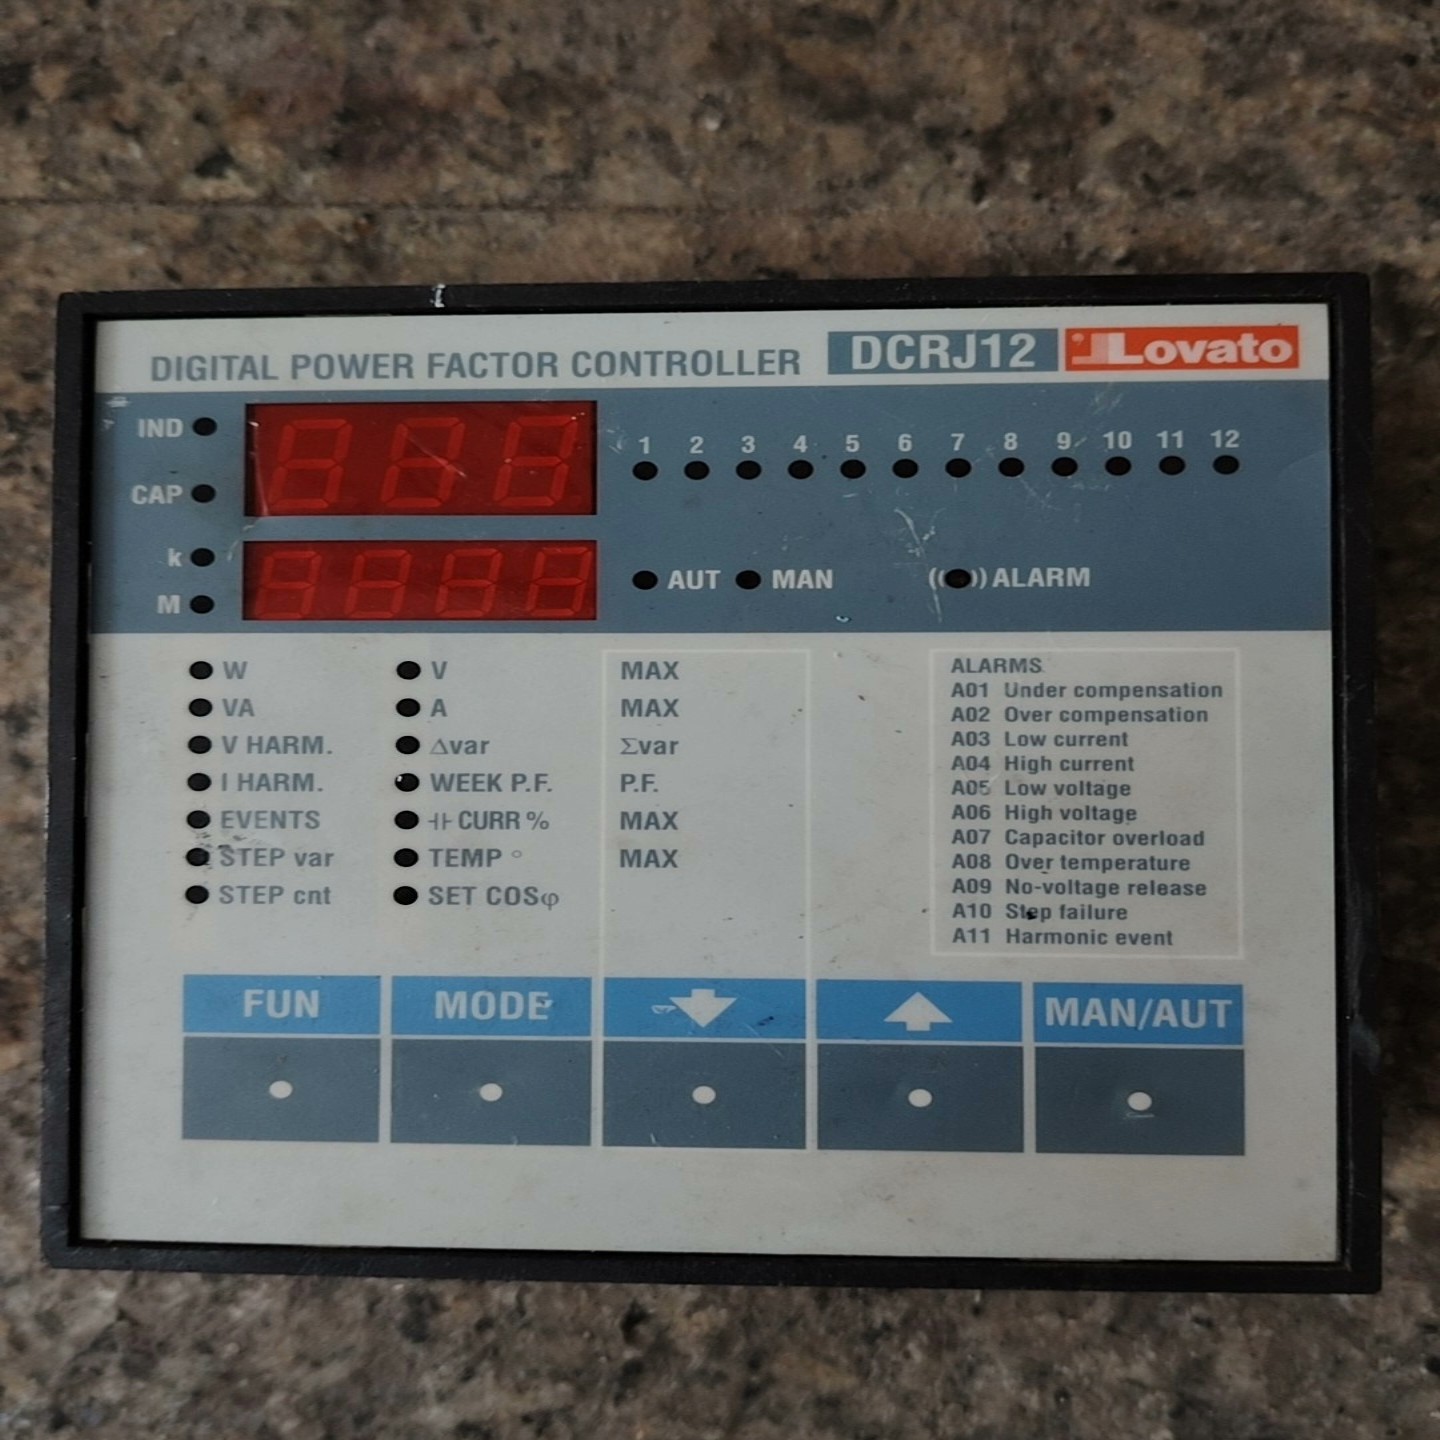 DIGITAL POWER FACTOR CONTROLLER DCRJ12 Lovato
IND
1 2 3 4 5 6 7 8 9 10 11 12
CAP
k
AUT MAN ((( ))) ALARM
M
W V MAX
VA A MAX
V HARM. Δvar Σvar
I HARM. WEEK P.F. P.F.
EVENTS ⊣⊢ CURR % MAX
STEP var TEMP ° MAX
STEP cnt SET COSφ
ALARMS
A01 Under compensation
A02 Over compensation
A03 Low current
A04 High current
A05 Low voltage
A06 High voltage
A07 Capacitor overload
A08 Over temperature
A09 No-voltage release
A10 Step failure
A11 Harmonic event
FUN MODE MAN/AUT